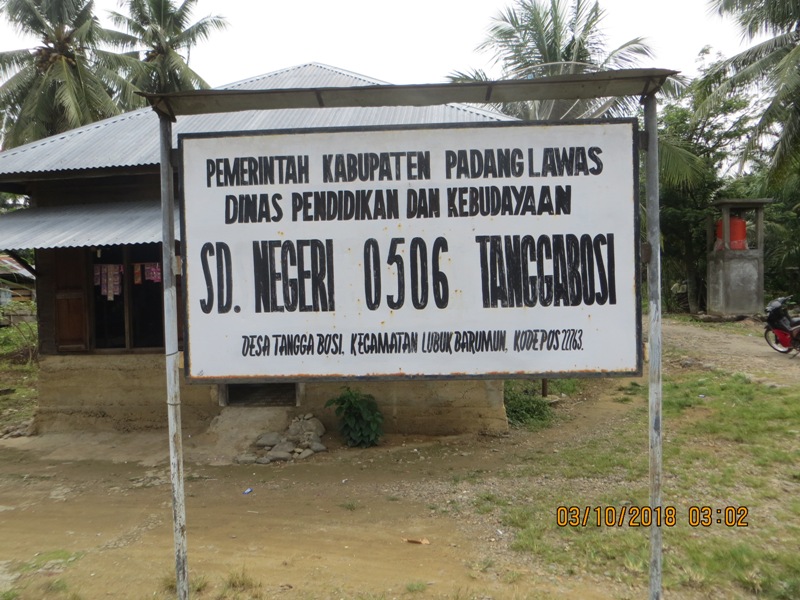 PEMERINTAH KABUPATEN PADANG LAWAS
DINAS PENDIDIKAN DAN KEBUDAYAAN
SD. NEGERI 0506 TANGGABOSI
DESA TANGGA BOSI, KECAMATAN LUBUK BARUMUN, KODE POS 22763.
03/10/2018 03:02